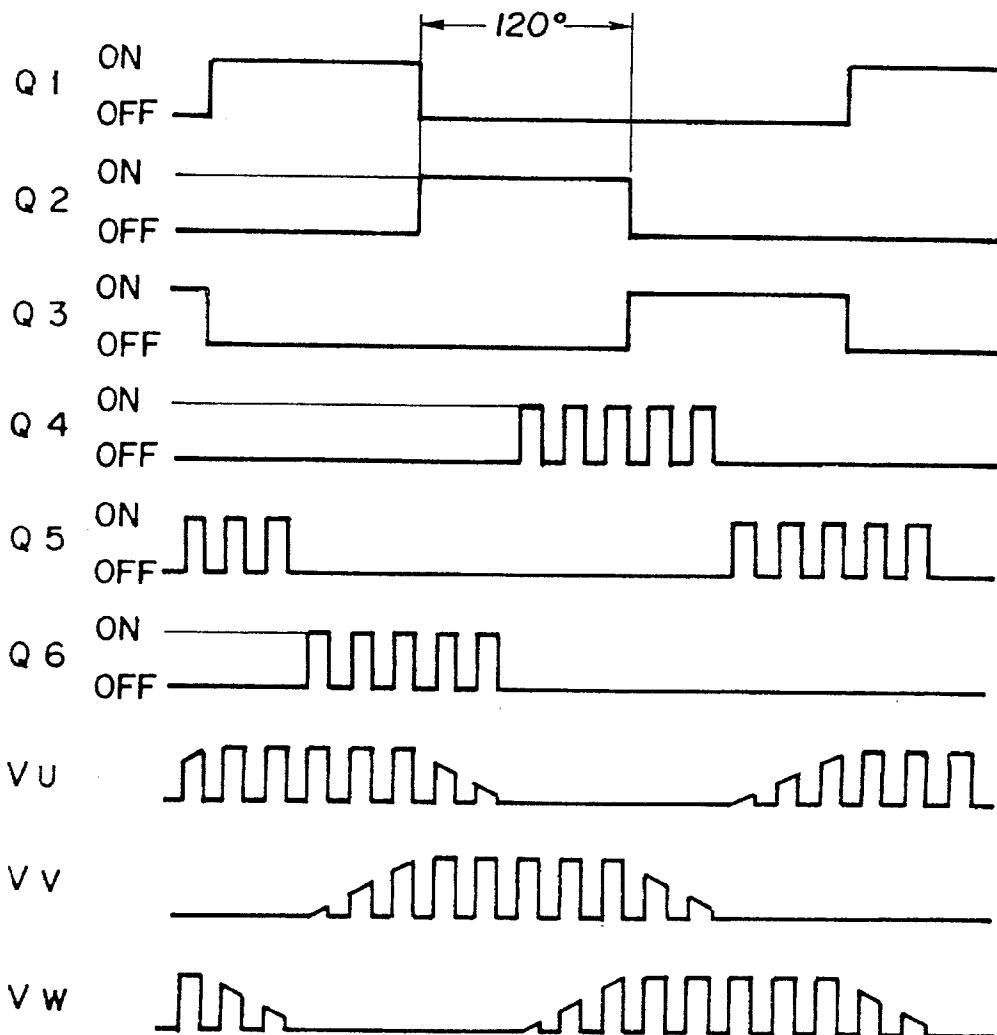 120°
Q 1 ON
OFF
Q 2 ON
OFF
Q 3 ON
OFF
Q 4 ON
OFF
Q 5 ON
OFF
Q 6 ON
OFF
V U
V V
V W